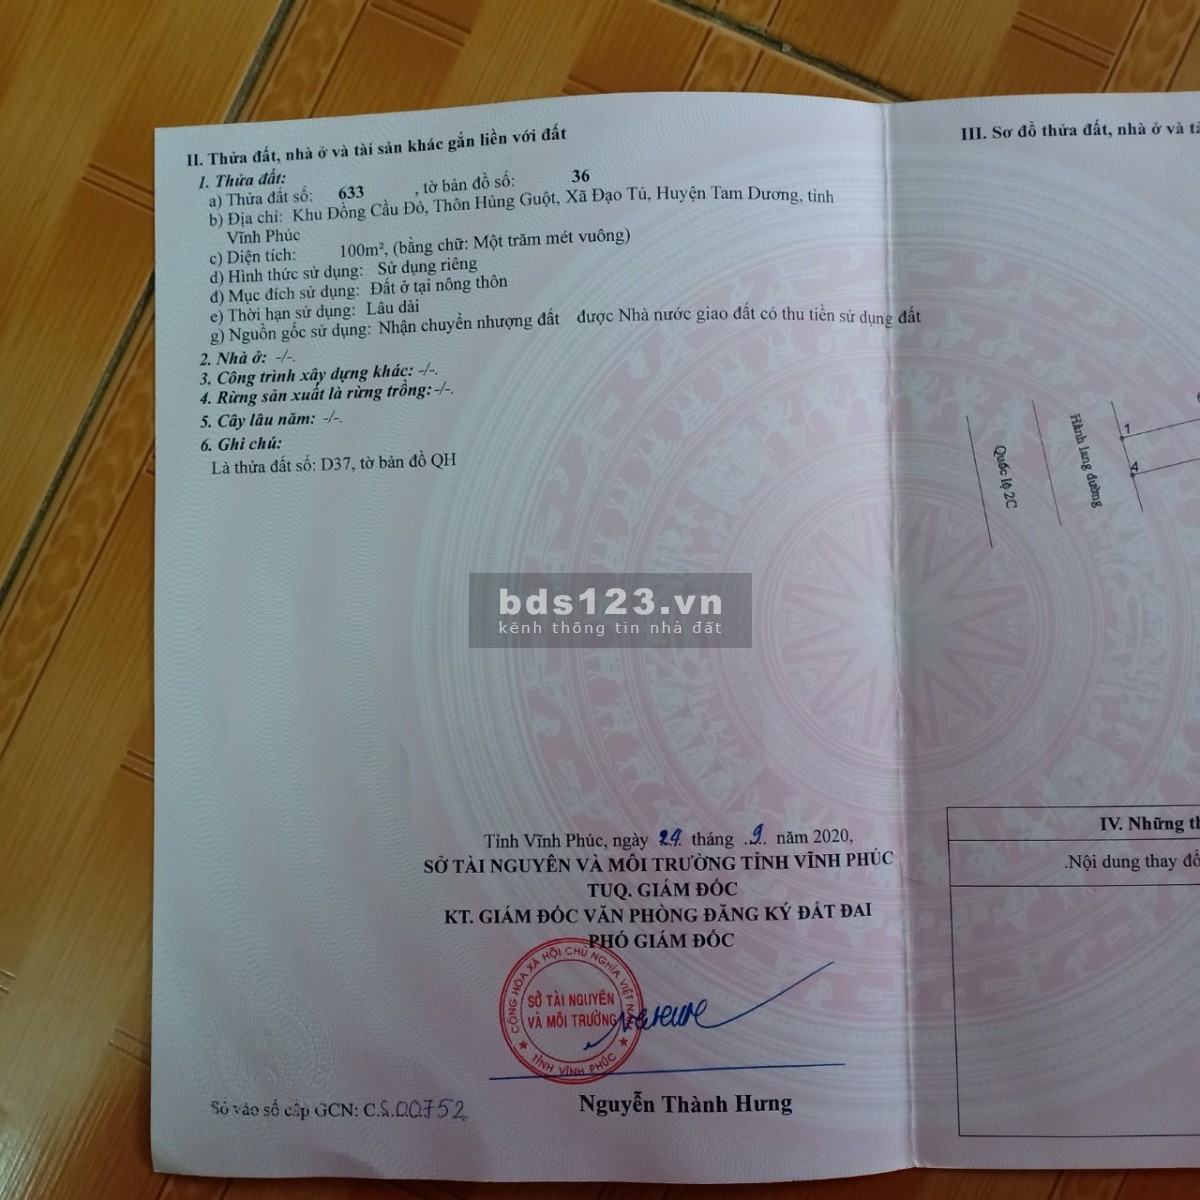 II. Thửa đất, nhà ở và tài sản khác gắn liền với đất
1. Thửa đất:
a) Thửa đất số: 633 , tờ bản đồ số: 36
b) Địa chỉ: Khu Đồng Cầu Đỏ, Thôn Hủng Guột, Xã Đạo Tú, Huyện Tam Dương, tỉnh
Vĩnh Phúc
c) Diện tích: 100m², (bằng chữ: Một trăm mét vuông)
d) Hình thức sử dụng: Sử dụng riêng
đ) Mục đích sử dụng: Đất ở tại nông thôn
e) Thời hạn sử dụng: Lâu dài
g) Nguồn gốc sử dụng: Nhận chuyển nhượng đất được Nhà nước giao đất có thu tiền sử dụng đất
2. Nhà ở: -/-.
3. Công trình xây dựng khác: -/-.
4. Rừng sản xuất là rừng trồng: -/-.
5. Cây lâu năm: -/-.
6. Ghi chú:
Là thửa đất số: D37, tờ bản đồ QH
bds123.vn
kênh thông tin nhà đất
Tỉnh Vĩnh Phúc, ngày 24 tháng .9. năm 2020,
SỞ TÀI NGUYÊN VÀ MÔI TRƯỜNG TỈNH VĨNH PHÚC
TUQ. GIÁM ĐỐC
KT. GIÁM ĐỐC VĂN PHÒNG ĐĂNG KÝ ĐẤT ĐAI
PHÓ GIÁM ĐỐC
CỘNG HÒA XÃ HỘI CHỦ NGHĨA VIỆT NAM
SỞ TÀI NGUYÊN
VÀ MÔI TRƯỜNG
TỈNH VĨNH PHÚC
Nguyễn Thành Hưng
Số vào sổ cấp GCN: C.S.00752
III. Sơ đồ thửa đất, nhà ở và tà
1
4
Hành lang đường
Quốc lộ 2C
IV. Những th
.Nội dung thay đổ